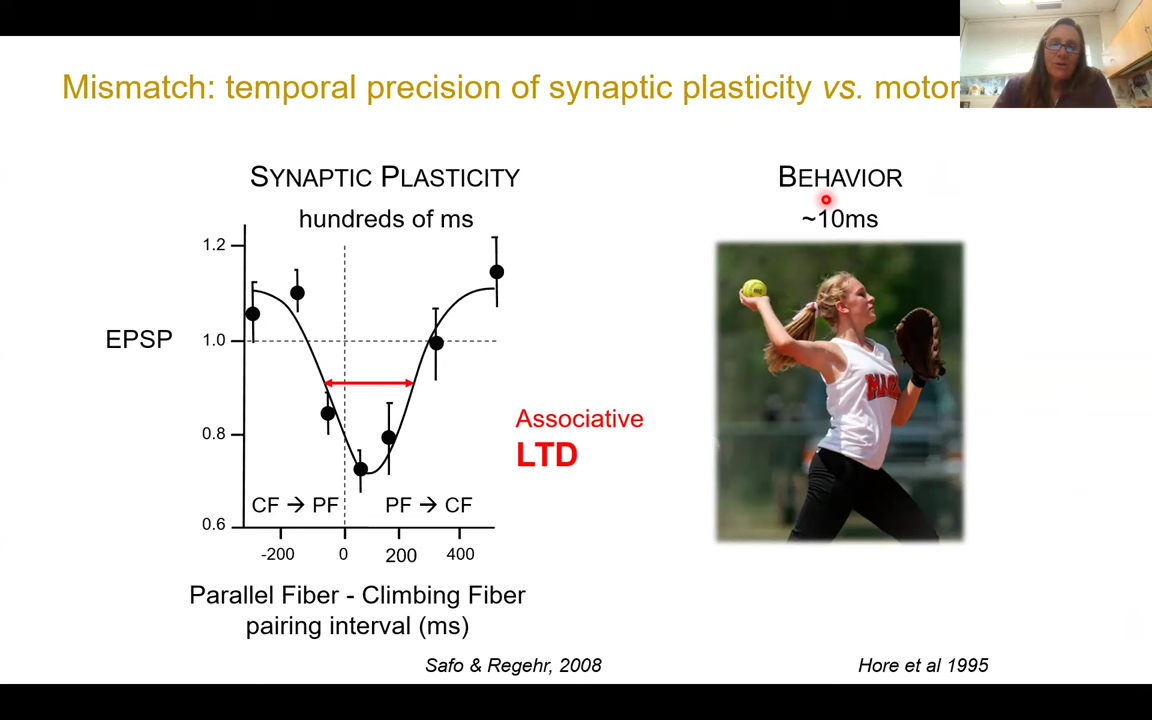 Mismatch: temporal precision of synaptic plasticity vs. motor
SYNAPTIC PLASTICITY
hundreds of ms
1.2
1.0
0.8
0.6
EPSP
CF → PF
PF → CF
-200
0
200
400
Parallel Fiber - Climbing Fiber
pairing interval (ms)
Associative
LTD
Safo & Regehr, 2008
BEHAVIOR
~10ms
Hore et al 1995